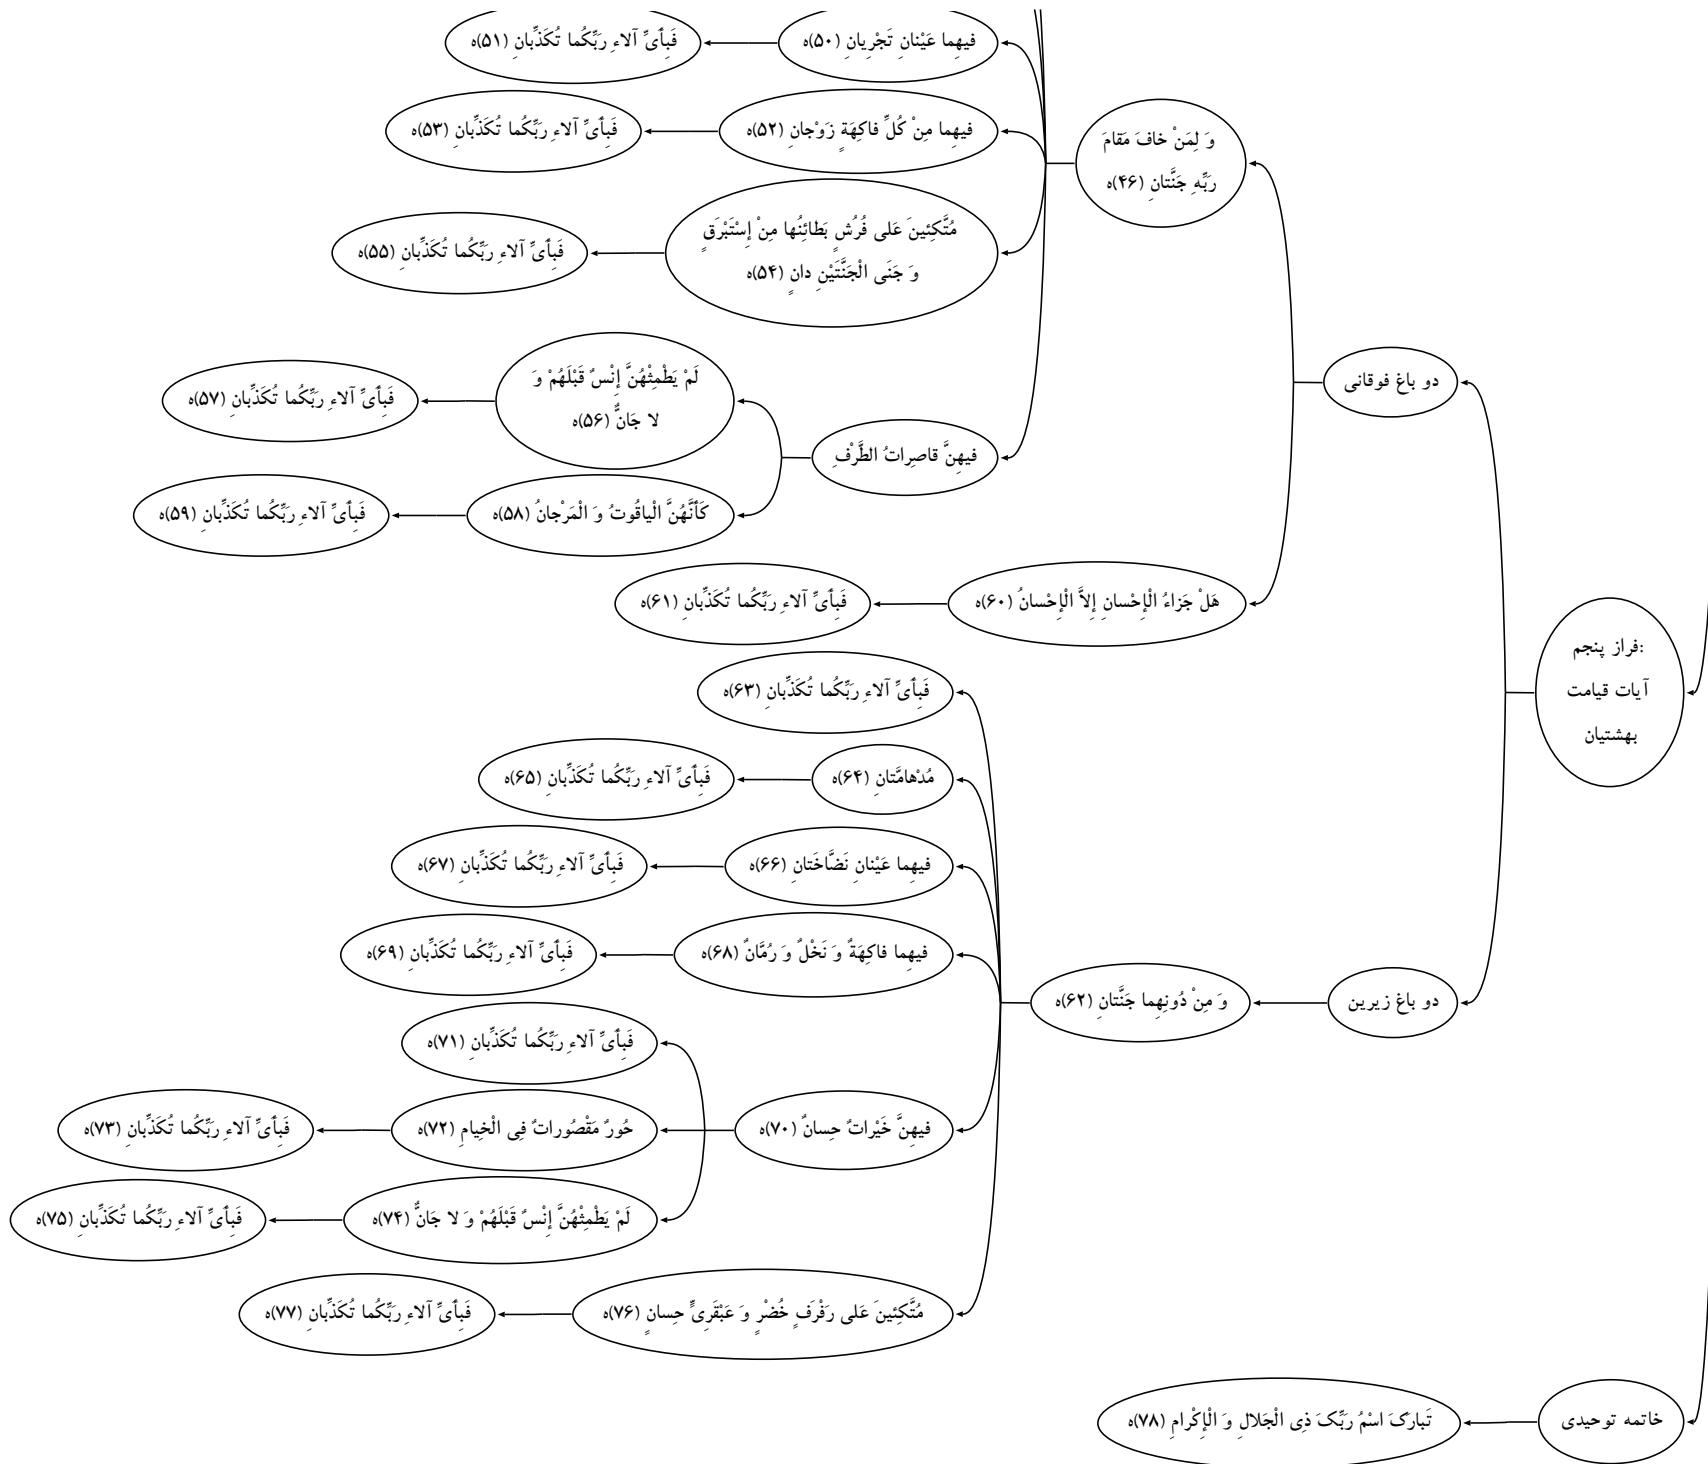 فیهِما عَیْنانِ تَجْرِیانِ (۵۰)ه
فَبِأَیِّ آلاءِ رَبِّکُما تُکَذِّبانِ (۵۱)ه
فیهِما مِنْ کُلِّ فاکِهَةٍ زَوْجانِ (۵۲)ه
فَبِأَیِّ آلاءِ رَبِّکُما تُکَذِّبانِ (۵۳)ه
وَ لِمَنْ خافَ مَقامَ
رَبِّهِ جَنَّتانِ (۴۶)ه
مُتَّکِئینَ عَلی فُرُشٍ بَطائِنُها مِنْ إِسْتَبْرَقٍ
وَ جَنَی الْجَنَّتَیْنِ دانٍ (۵۴)ه
فَبِأَیِّ آلاءِ رَبِّکُما تُکَذِّبانِ (۵۵)ه
دو باغ فوقانی
لَمْ یَطْمِثْهُنَّ إِنْسٌ قَبْلَهُمْ وَ
لا جَانٌّ (۵۶)ه
فَبِأَیِّ آلاءِ رَبِّکُما تُکَذِّبانِ (۵۷)ه
فیهِنَّ قاصِراتُ الطَّرْفِ
کَأَنَّهُنَّ الْیاقُوتُ وَ الْمَرْجانُ (۵۸)ه
فَبِأَیِّ آلاءِ رَبِّکُما تُکَذِّبانِ (۵۹)ه
هَلْ جَزاءُ الْإِحْسانِ إِلاَّ الْإِحْسانُ (۶۰)ه
فَبِأَیِّ آلاءِ رَبِّکُما تُکَذِّبانِ (۶۱)ه
فراز پنجم:
آیات قیامت
بهشتیان
فَبِأَیِّ آلاءِ رَبِّکُما تُکَذِّبانِ (۶۳)ه
مُدْهامَّتانِ (۶۴)ه
فَبِأَیِّ آلاءِ رَبِّکُما تُکَذِّبانِ (۶۵)ه
فیهِما عَیْنانِ نَضَّاخَتانِ (۶۶)ه
فَبِأَیِّ آلاءِ رَبِّکُما تُکَذِّبانِ (۶۷)ه
فیهِما فاکِهَةٌ وَ نَخْلٌ وَ رُمَّانٌ (۶۸)ه
فَبِأَیِّ آلاءِ رَبِّکُما تُکَذِّبانِ (۶۹)ه
دو باغ زیرین
وَ مِنْ دُونِهِما جَنَّتانِ (۶۲)ه
فَبِأَیِّ آلاءِ رَبِّکُما تُکَذِّبانِ (۷۱)ه
فیهِنَّ خَیْراتٌ حِسانٌ (۷۰)ه
حُورٌ مَقْصُوراتٌ فِی الْخِیامِ (۷۲)ه
فَبِأَیِّ آلاءِ رَبِّکُما تُکَذِّبانِ (۷۳)ه
لَمْ یَطْمِثْهُنَّ إِنْسٌ قَبْلَهُمْ وَ لا جَانٌّ (۷۴)ه
فَبِأَیِّ آلاءِ رَبِّکُما تُکَذِّبانِ (۷۵)ه
مُتَّکِئینَ عَلی رَفْرَفٍ خُضْرٍ وَ عَبْقَرِیٍّ حِسانٍ (۷۶)ه
فَبِأَیِّ آلاءِ رَبِّکُما تُکَذِّبانِ (۷۷)ه
خاتمه توحیدی
تَبارَکَ اسْمُ رَبِّکَ ذِی الْجَلالِ وَ الْإِکْرامِ (۷۸)ه